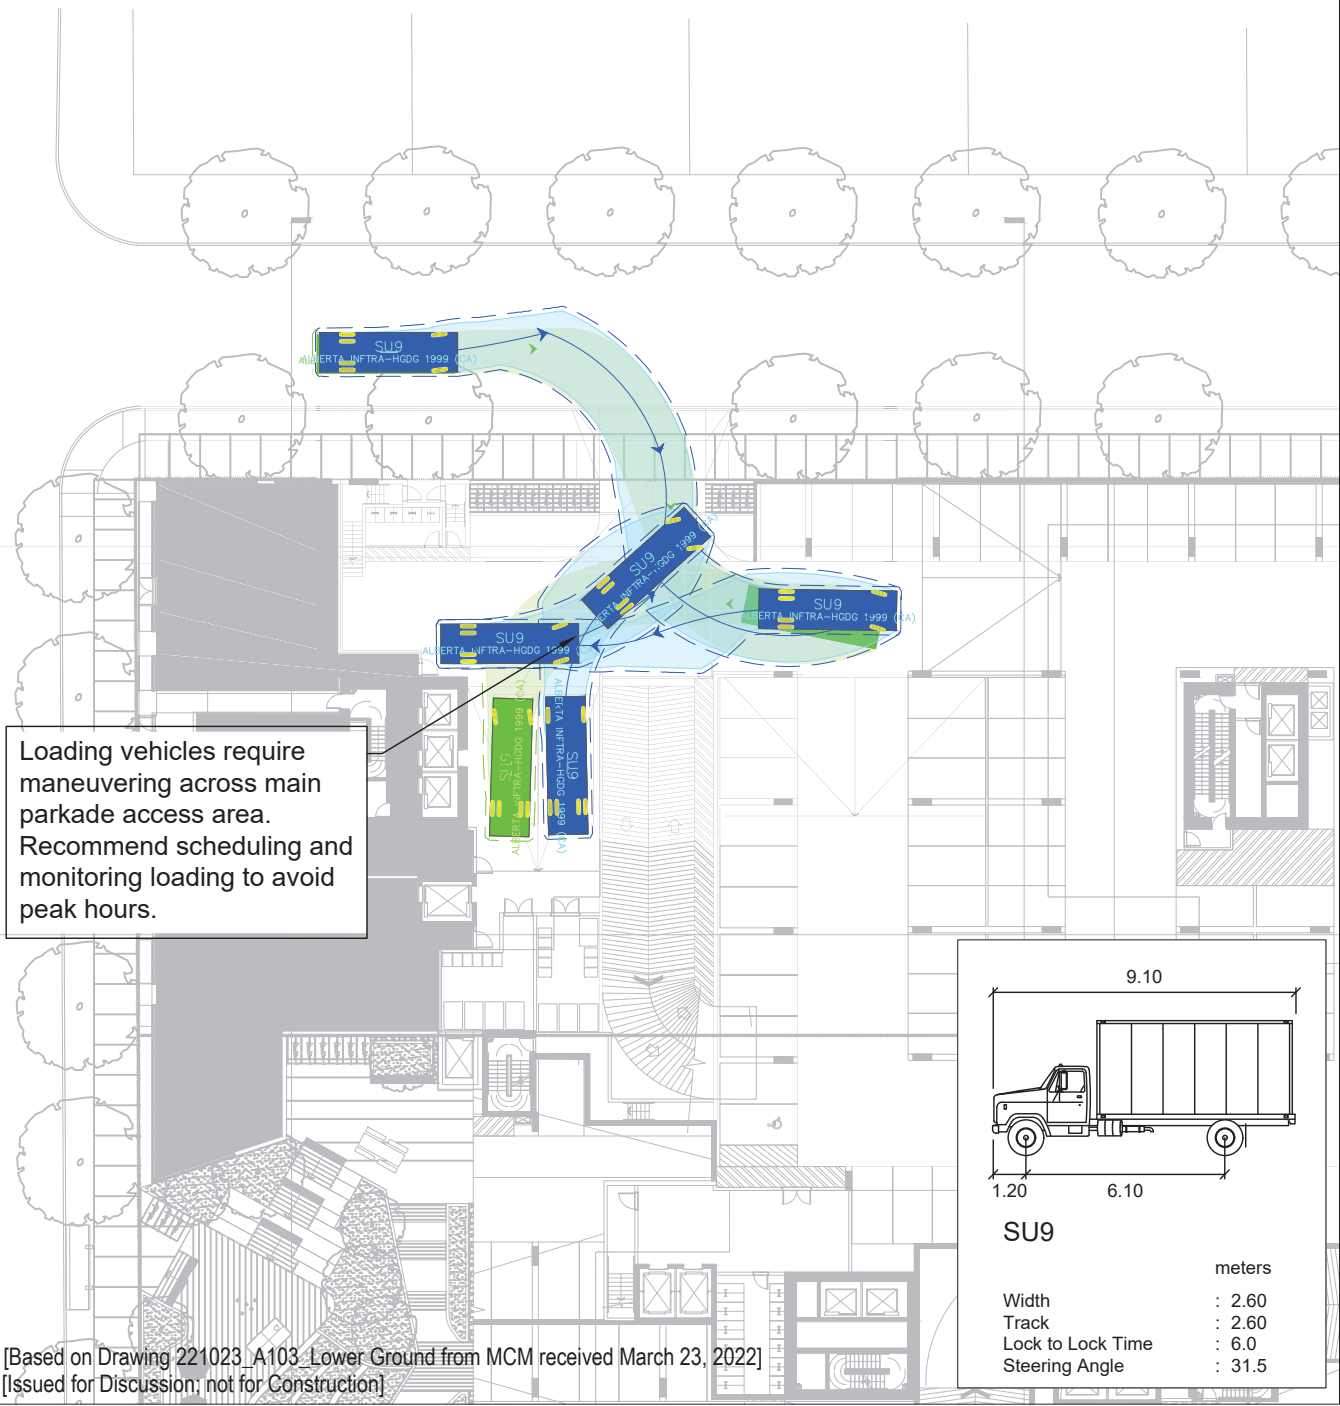 SU9
ALBERTA INFTRA-HGDG 1999 (CA)
SU9
1999 (CA)
SU9
ALBERTA INFTRA-HGDG 1999 (CA)
SU9
ALBERTA INFTRA-HGDG 1999
ALBERTA INFTRA-HGDG 1999 (CA)
SU9
ALBERTA INFTRA-HGDG 1999 (CA)
Loading vehicles require
maneuvering across main
parkade access area.
Recommend scheduling and
monitoring loading to avoid
peak hours.
9.10
1.20 6.10
SU9
meters
Width : 2.60
Track : 2.60
Lock to Lock Time : 6.0
Steering Angle : 31.5
[Based on Drawing 221023_A103_Lower Ground from MCM received March 23, 2022]
[Issued for Discussion; not for Construction]